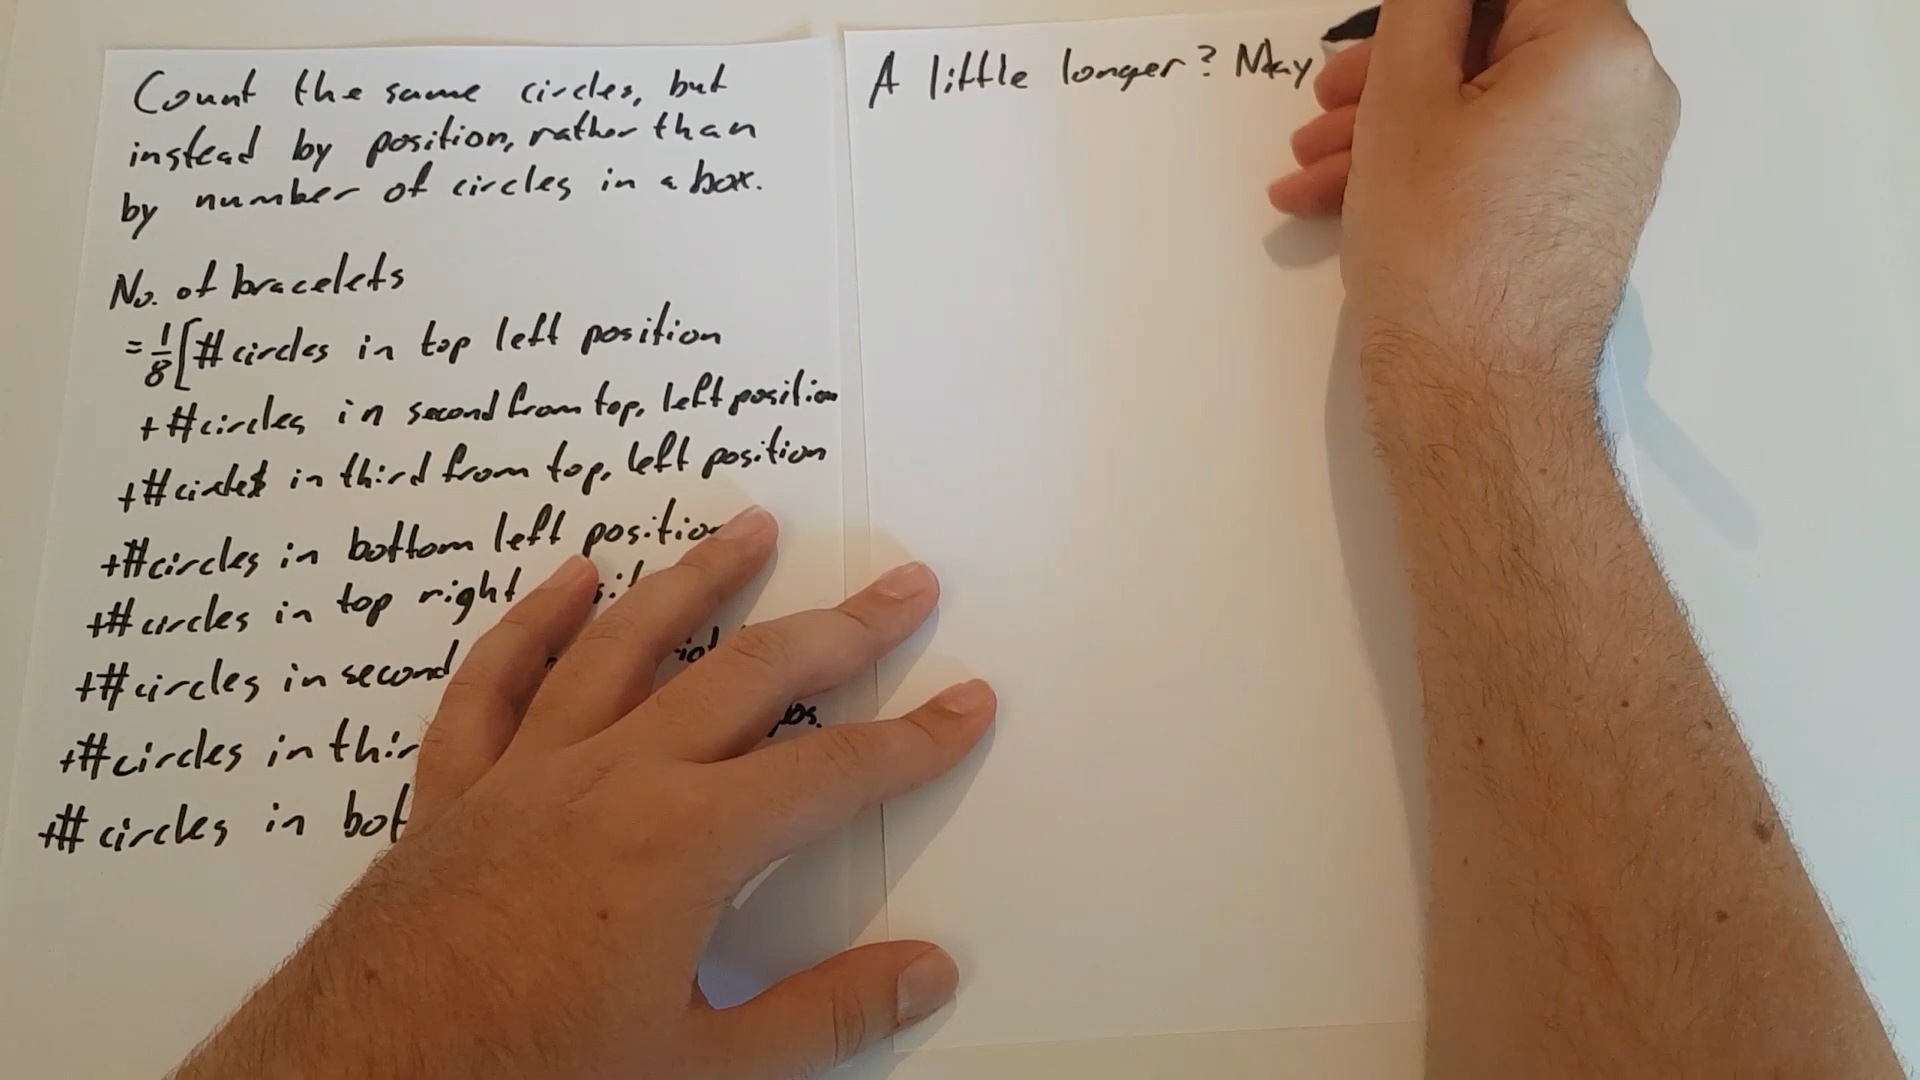 Count the same circles, but
instead by position, rather than
by number of circles in a box.
No. of bracelets
= 1/8[# circles in top left position
+ # circles in second from top, left position
+ # circles in third from top, left position
+ # circles in bottom left position
+ # circles in top right
+ # circles in second
+ # circles in thir
+ # circles in bot
A little longer? May